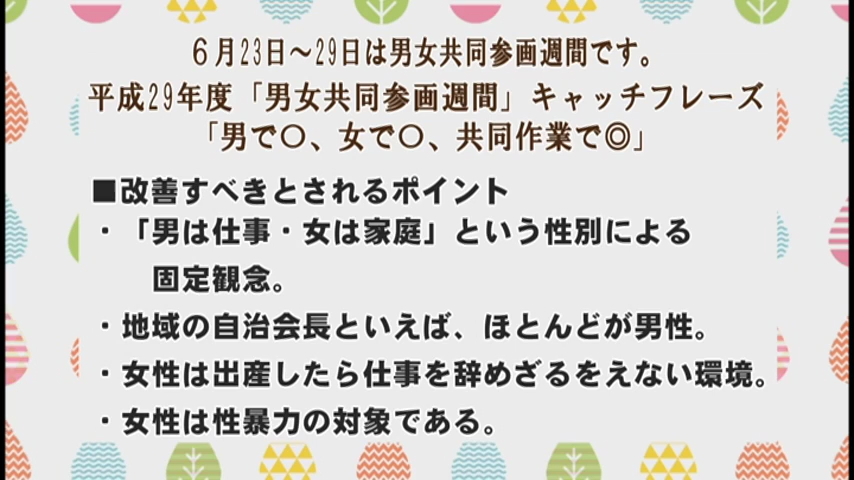 ６月23日～29日は男女共同参画週間です。
平成29年度「男女共同参画週間」キャッチフレーズ
「男で〇、女で〇、共同作業で◎」
■改善すべきとされるポイント
・「男は仕事・女は家庭」という性別による
固定観念。
・地域の自治会長といえば、ほとんどが男性。
・女性は出産したら仕事を辞めざるをえない環境。
・女性は性暴力の対象である。